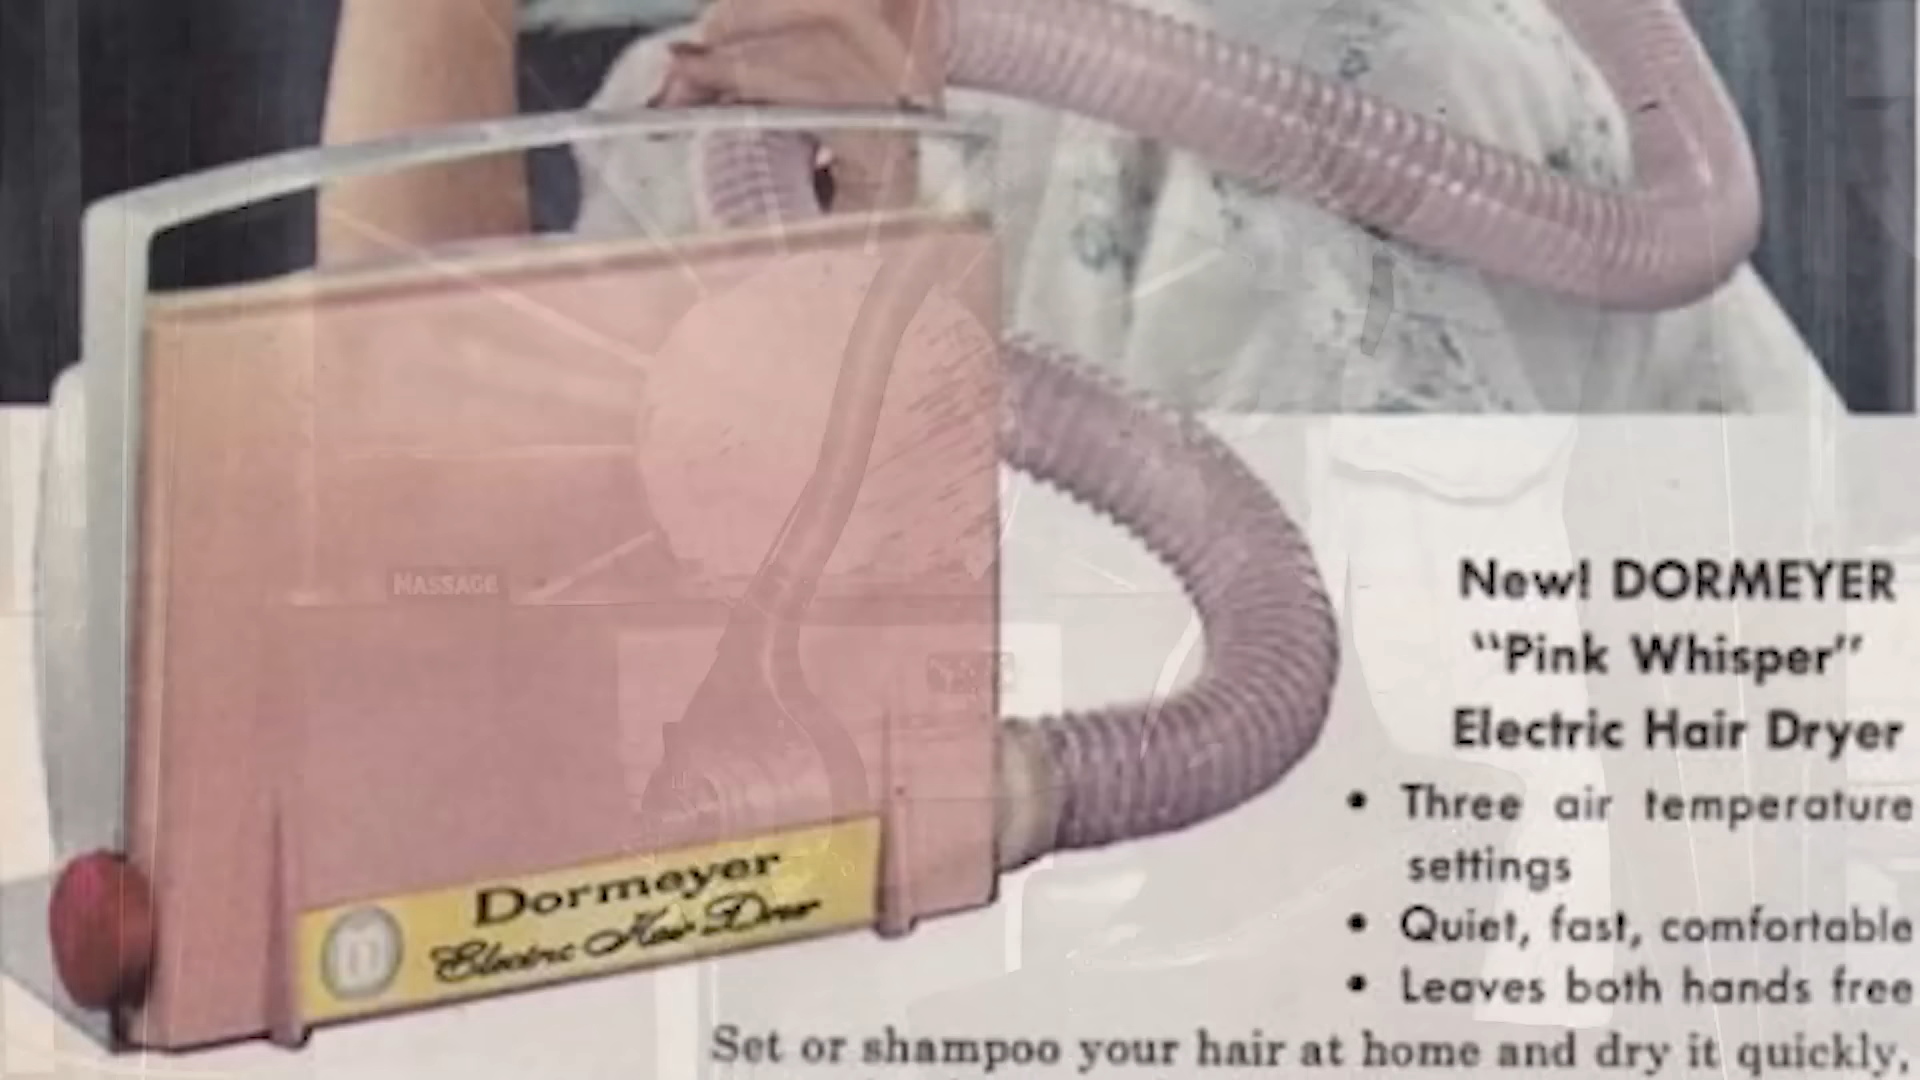 MASSAGE
New! DORMEYER
“Pink Whisper”
Electric Hair Dryer
• Three air temperature
settings
• Quiet, fast, comfortable
• Leaves both hands free
Dormeyer
Electric Hair Dryer
Set or shampoo your hair at home and dry it quickly,